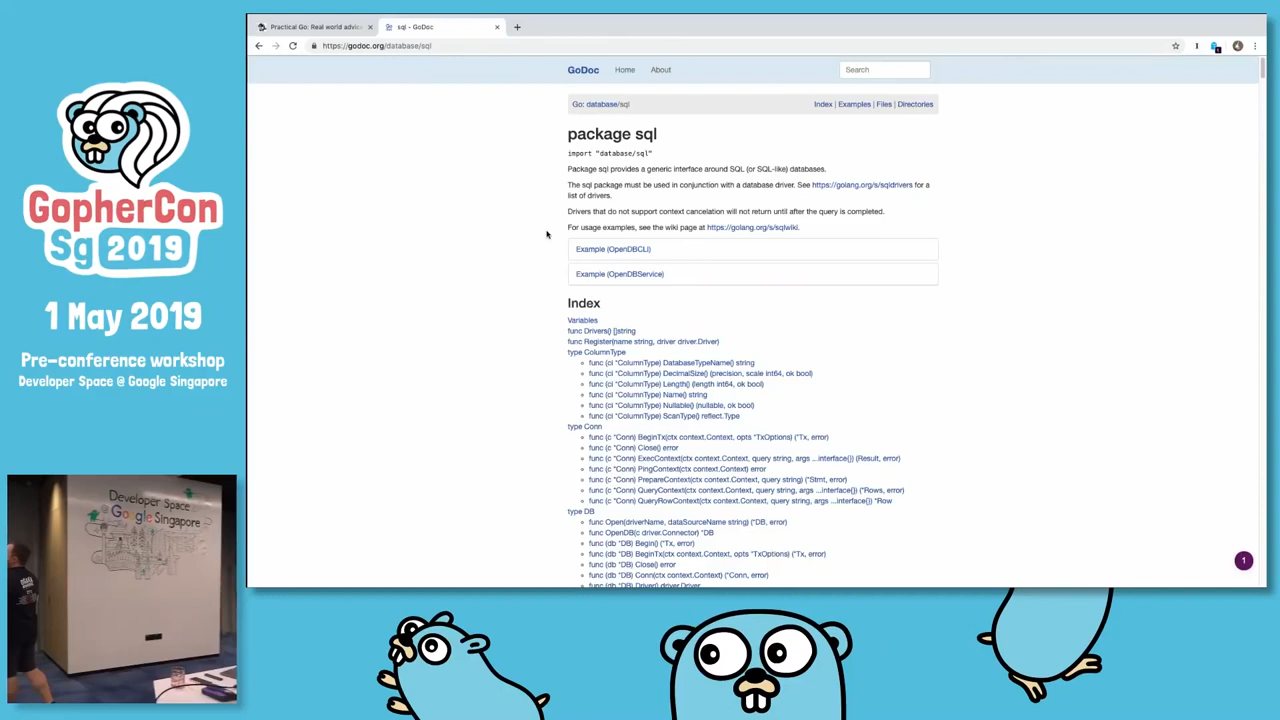 Practical Go: Real world advic
sql - GoDoc
https://godoc.org/database/sql
GoDoc
Home
About
Search
Go: database/sql
Index | Examples | Files | Directories
package sql
import "database/sql"
Package sql provides a generic interface around SQL (or SQL-like) databases.
The sql package must be used in conjunction with a database driver. See https://golang.org/s/sqldrivers for a
list of drivers.
Drivers that do not support context cancelation will not return until after the query is completed.
For usage examples, see the wiki page at https://golang.org/s/sqlwiki.
Example (OpenDBCLI)
Example (OpenDBService)
Index
Variables
func Drivers() []string
func Register(name string, driver driver.Driver)
type ColumnType
func (ci *ColumnType) DatabaseTypeName() string
func (ci *ColumnType) DecimalSize() (precision, scale int64, ok bool)
func (ci *ColumnType) Length() (length int64, ok bool)
func (ci *ColumnType) Name() string
func (ci *ColumnType) Nullable() (nullable, ok bool)
func (ci *ColumnType) ScanType() reflect.Type
type Conn
func (c *Conn) BeginTx(ctx context.Context, opts *TxOptions) (*Tx, error)
func (c *Conn) Close() error
func (c *Conn) ExecContext(ctx context.Context, query string, args ...interface{}) (Result, error)
func (c *Conn) PingContext(ctx context.Context) error
func (c *Conn) PrepareContext(ctx context.Context, query string) (*Stmt, error)
func (c *Conn) QueryContext(ctx context.Context, query string, args ...interface{}) (*Rows, error)
func (c *Conn) QueryRowContext(ctx context.Context, query string, args ...interface{}) *Row
type DB
func Open(driverName, dataSourceName string) (*DB, error)
func OpenDB(c driver.Connector) *DB
func (db *DB) Begin() (*Tx, error)
func (db *DB) BeginTx(ctx context.Context, opts *TxOptions) (*Tx, error)
func (db *DB) Close() error
func (db *DB) Conn(ctx context.Context) (*Conn, error)
func (db *DB) Driver() driver.Driver
1
GopherCon
Sg 2019
1 May 2019
Pre-conference workshop
Developer Space @ Google Singapore
Developer Space
@ Google Singapore